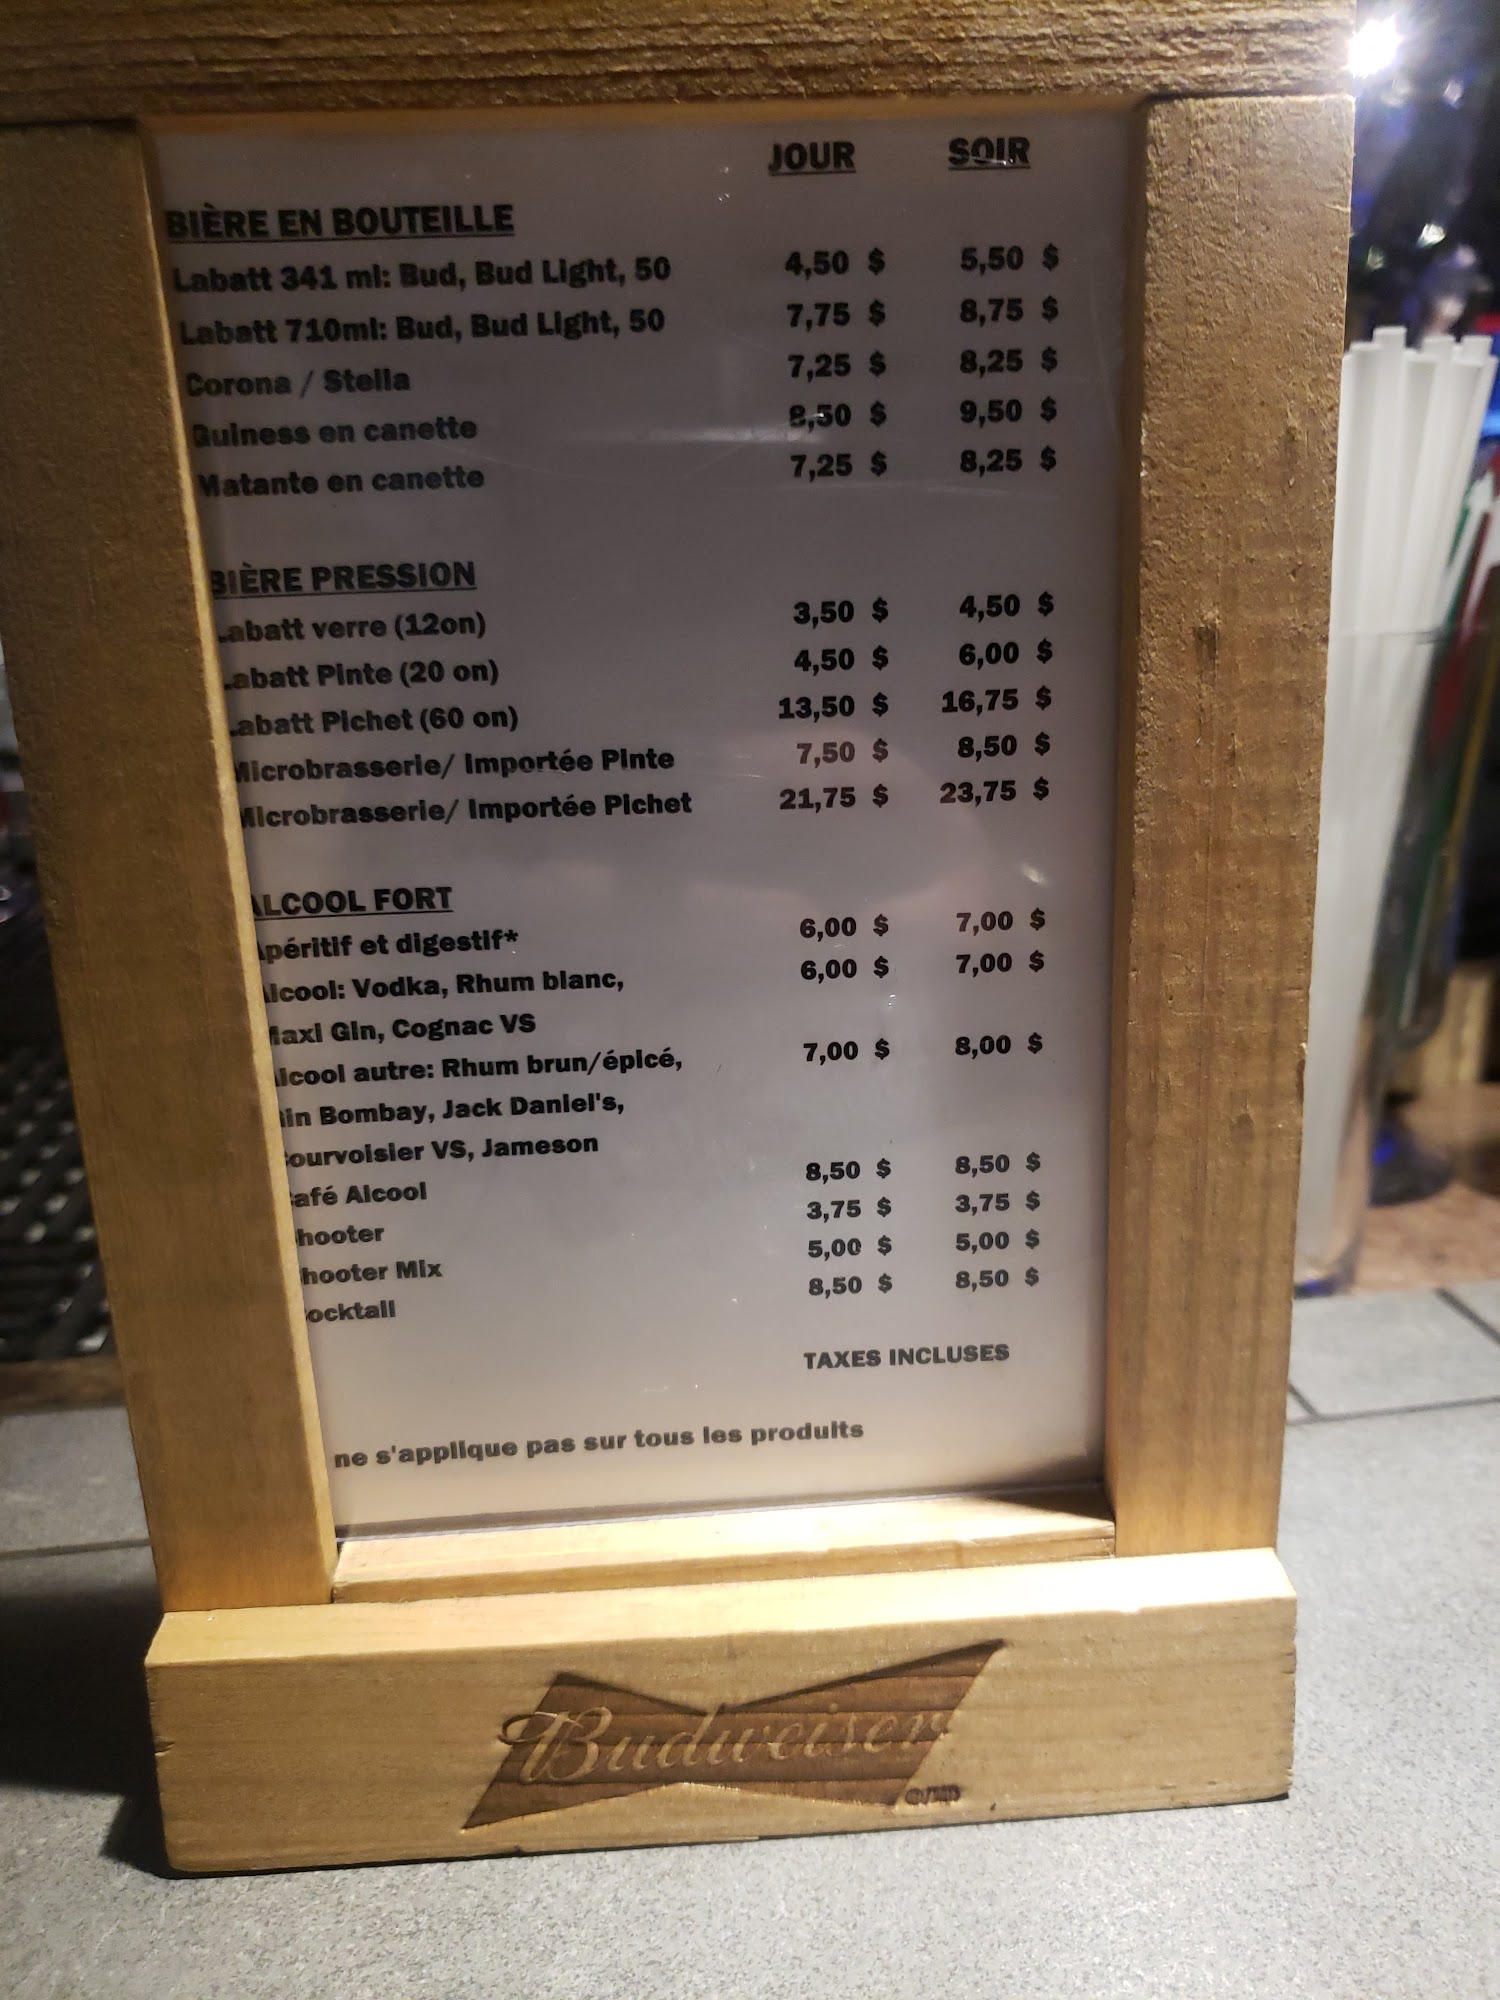 JOUR SOIR
BIÈRE EN BOUTEILLE
Labatt 341 ml: Bud, Bud Light, 50 4,50 $ 5,50 $
Labatt 710ml: Bud, Bud Light, 50 7,75 $ 8,75 $
Corona / Stella 7,25 $ 8,25 $
Guiness en canette 8,50 $ 9,50 $
Matante en canette 7,25 $ 8,25 $
BIÈRE PRESSION
Labatt verre (12on) 3,50 $ 4,50 $
Labatt Pinte (20 on) 4,50 $ 6,00 $
Labatt Pichet (60 on) 13,50 $ 16,75 $
Microbrasserie/ Importée Pinte 7,50 $ 8,50 $
Microbrasserie/ Importée Pichet 21,75 $ 23,75 $
ALCOOL FORT
Apéritif et digestif* 6,00 $ 7,00 $
Alcool: Vodka, Rhum blanc, 6,00 $ 7,00 $
Maxi Gin, Cognac VS
Alcool autre: Rhum brun/épicé, 7,00 $ 8,00 $
Gin Bombay, Jack Daniel's,
Courvoisier VS, Jameson
Café Alcool 8,50 $ 8,50 $
Shooter 3,75 $ 3,75 $
Shooter Mix 5,00 $ 5,00 $
Cocktail 8,50 $ 8,50 $
TAXES INCLUSES
ne s'applique pas sur tous les produits
Budweiser